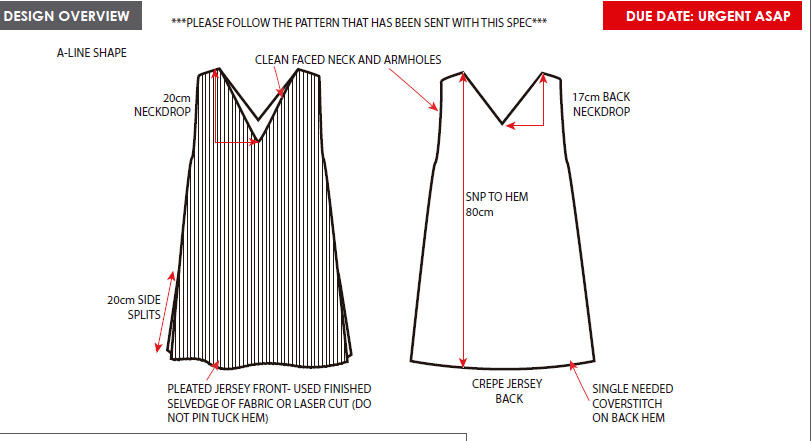 DESIGN OVERVIEW
***PLEASE FOLLOW THE PATTERN THAT HAS BEEN SENT WITH THIS SPEC***
DUE DATE: URGENT ASAP
A-LINE SHAPE
CLEAN FACED NECK AND ARMHOLES
20cm
NECKDROP
17cm BACK
NECKDROP
SNP TO HEM
80cm
20cm SIDE
SPLITS
PLEATED JERSEY FRONT- USED FINISHED
SELVEDGE OF FABRIC OR LASER CUT (DO
NOT PIN TUCK HEM)
CREPE JERSEY
BACK
SINGLE NEEDED
COVERSTITCH
ON BACK HEM